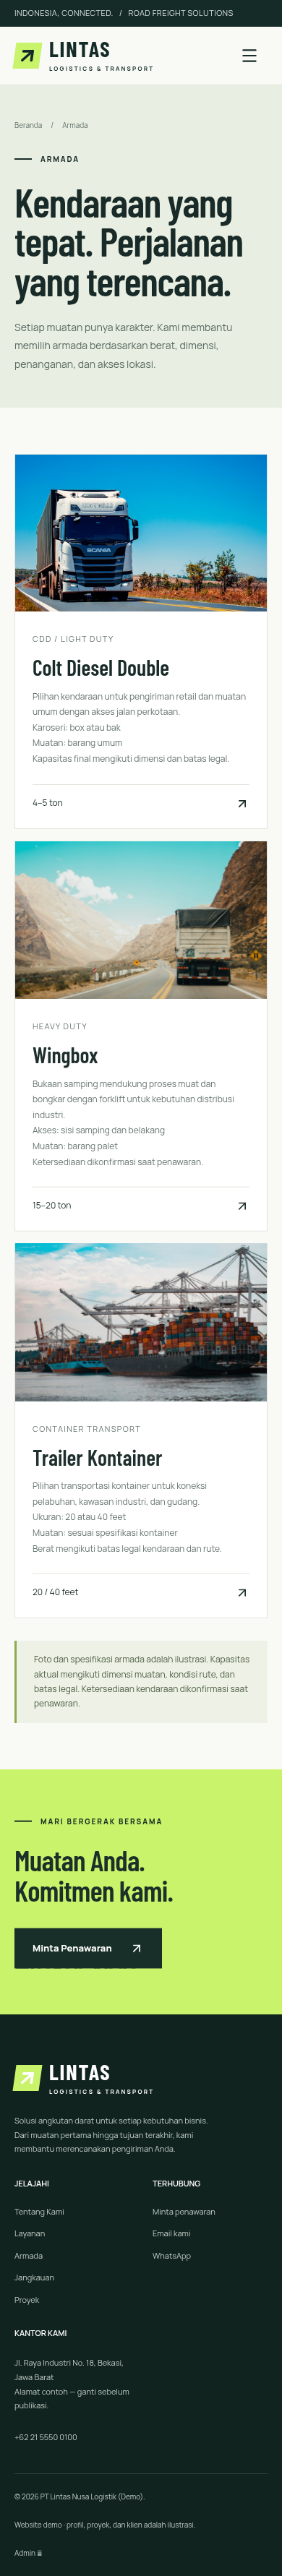 INDONESIA, CONNECTED. / ROAD FREIGHT SOLUTIONS
LINTAS
LOGISTICS & TRANSPORT
Beranda / Armada
ARMADA
Kendaraan yang
tepat. Perjalanan
yang terencana.
Setiap muatan punya karakter. Kami membantu
memilih armada berdasarkan berat, dimensi,
penanganan, dan akses lokasi.
SCANIA
CDD / LIGHT DUTY
Colt Diesel Double
Pilihan kendaraan untuk pengiriman retail dan muatan
umum dengan akses jalan perkotaan.
Karoseri: box atau bak
Muatan: barang umum
Kapasitas final mengikuti dimensi dan batas legal.
4–5 ton
HEAVY DUTY
Wingbox
Bukaan samping mendukung proses muat dan
bongkar dengan forklift untuk kebutuhan distribusi
industri.
Akses: sisi samping dan belakang
Muatan: barang palet
Ketersediaan dikonfirmasi saat penawaran.
15–20 ton
CONTAINER TRANSPORT
Trailer Kontainer
Pilihan transportasi kontainer untuk koneksi
pelabuhan, kawasan industri, dan gudang.
Ukuran: 20 atau 40 feet
Muatan: sesuai spesifikasi kontainer
Berat mengikuti batas legal kendaraan dan rute.
20 / 40 feet
Foto dan spesifikasi armada adalah ilustrasi. Kapasitas
aktual mengikuti dimensi muatan, kondisi rute, dan
batas legal. Ketersediaan kendaraan dikonfirmasi saat
penawaran.
MARI BERGERAK BERSAMA
Muatan Anda.
Komitmen kami.
Minta Penawaran
LINTAS
LOGISTICS & TRANSPORT
Solusi angkutan darat untuk setiap kebutuhan bisnis.
Dari muatan pertama hingga tujuan terakhir, kami
membantu merencanakan pengiriman Anda.
JELAJAHI
Tentang Kami
Layanan
Armada
Jangkauan
Proyek
TERHUBUNG
Minta penawaran
Email kami
WhatsApp
KANTOR KAMI
Jl. Raya Industri No. 18, Bekasi,
Jawa Barat
Alamat contoh — ganti sebelum
publikasi.
+62 21 5550 0100
© 2026 PT Lintas Nusa Logistik (Demo).
Website demo · profil, proyek, dan klien adalah ilustrasi.
Admin